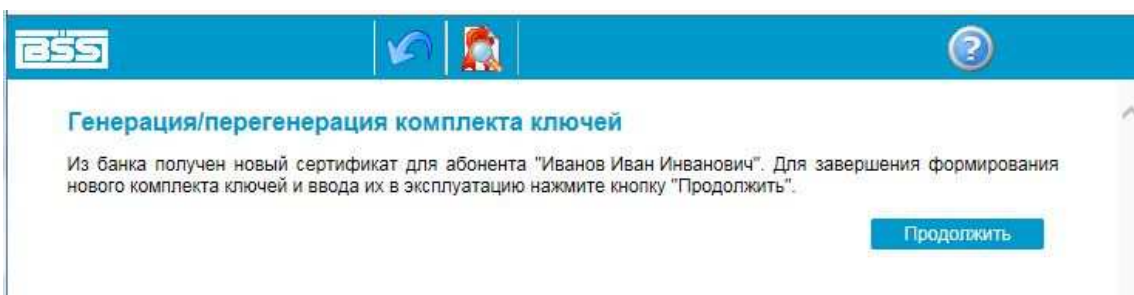 BSS
Генерация/перегенерация комплекта ключей
Из банка получен новый сертификат для абонента "Иванов Иван Инванович". Для завершения формирования
нового комплекта ключей и ввода их в эксплуатацию нажмите кнопку "Продолжить".
Продолжить